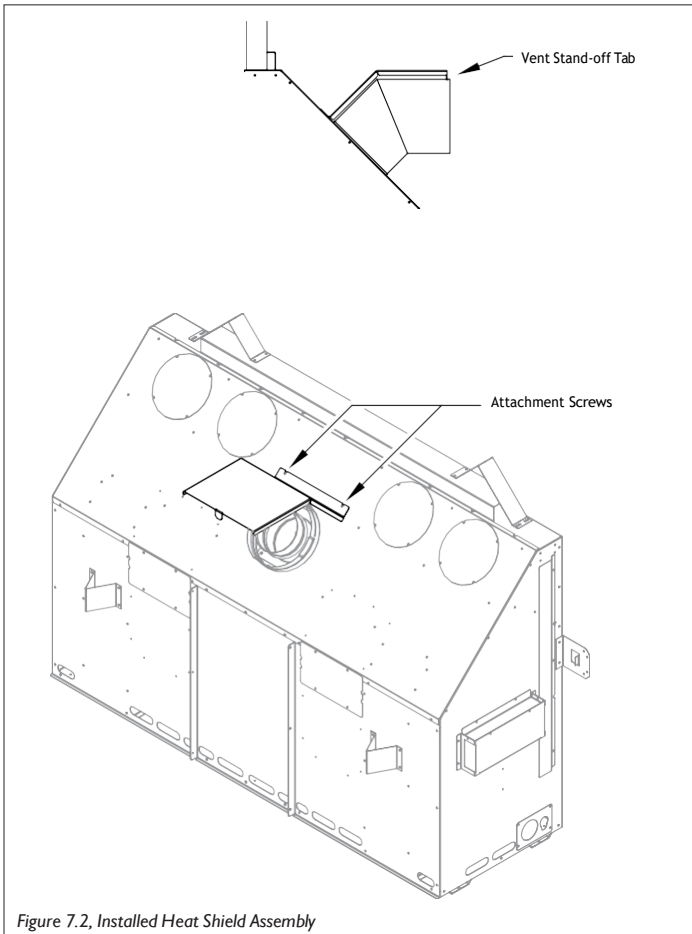 Vent Stand-off Tab
Attachment Screws
Figure 7.2, Installed Heat Shield Assembly